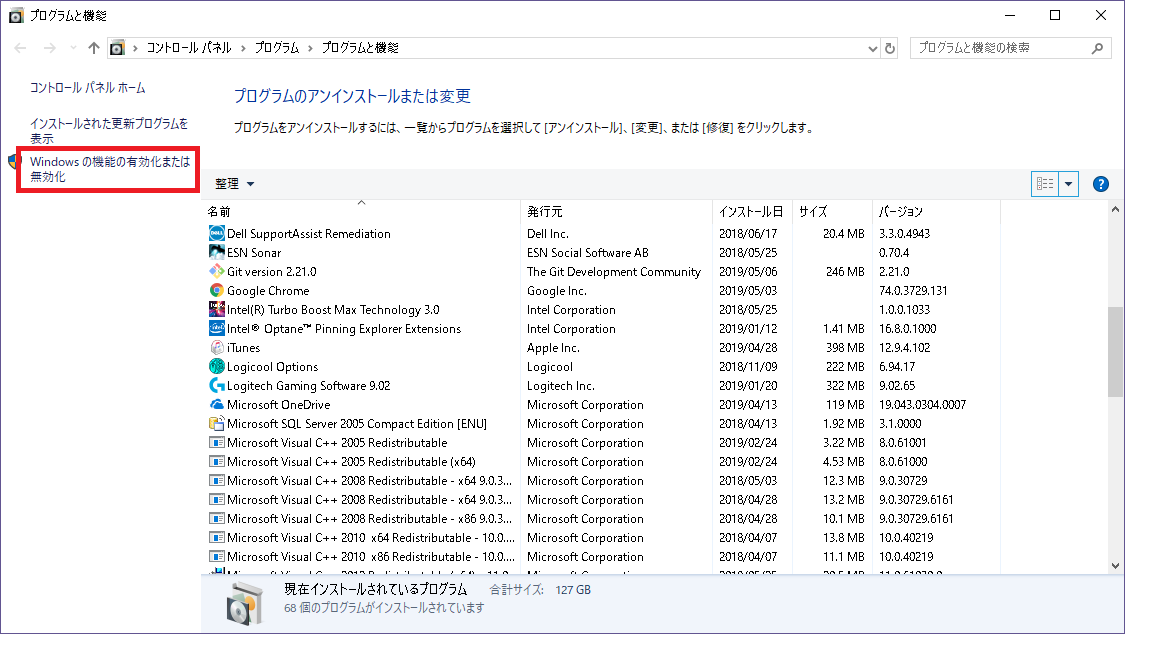 プログラムと機能
コントロール パネル › プログラム › プログラムと機能
プログラムと機能の検索
コントロール パネル ホーム
インストールされた更新プログラムを
表示
Windows の機能の有効化または
無効化
プログラムのアンインストールまたは変更
プログラムをアンインストールするには、一覧からプログラムを選択して [アンインストール]、[変更]、または [修復] をクリックします。
整理
名前 発行元 インストール日 サイズ バージョン
Dell SupportAssist Remediation Dell Inc. 2018/06/17 20.4 MB 3.3.0.4943
ESN Sonar ESN Social Software AB 2018/05/25 0.70.4
Git version 2.21.0 The Git Development Community 2019/05/06 246 MB 2.21.0
Google Chrome Google Inc. 2019/05/03 74.0.3729.131
Intel(R) Turbo Boost Max Technology 3.0 Intel Corporation 2018/05/25 1.0.0.1033
Intel® Optane™ Pinning Explorer Extensions Intel Corporation 2019/01/12 1.41 MB 16.8.0.1000
iTunes Apple Inc. 2019/04/28 398 MB 12.9.4.102
Logicool Options Logicool 2018/11/09 222 MB 6.94.17
Logitech Gaming Software 9.02 Logitech Inc. 2019/01/20 322 MB 9.02.65
Microsoft OneDrive Microsoft Corporation 2019/04/13 119 MB 19.043.0304.0007
Microsoft SQL Server 2005 Compact Edition [ENU] Microsoft Corporation 2018/04/13 1.92 MB 3.1.0000
Microsoft Visual C++ 2005 Redistributable Microsoft Corporation 2019/02/24 3.22 MB 8.0.61001
Microsoft Visual C++ 2005 Redistributable (x64) Microsoft Corporation 2019/02/24 4.53 MB 8.0.61000
Microsoft Visual C++ 2008 Redistributable - x64 9.0.3... Microsoft Corporation 2018/05/03 12.3 MB 9.0.30729
Microsoft Visual C++ 2008 Redistributable - x64 9.0.3... Microsoft Corporation 2018/04/28 13.2 MB 9.0.30729.6161
Microsoft Visual C++ 2008 Redistributable - x86 9.0.3... Microsoft Corporation 2018/04/28 10.1 MB 9.0.30729.6161
Microsoft Visual C++ 2010 x64 Redistributable - 10.0.... Microsoft Corporation 2018/04/07 13.8 MB 10.0.40219
Microsoft Visual C++ 2010 x86 Redistributable - 10.0.... Microsoft Corporation 2018/04/07 11.1 MB 10.0.40219
現在インストールされているプログラム 合計サイズ: 127 GB
68 個のプログラムがインストールされています